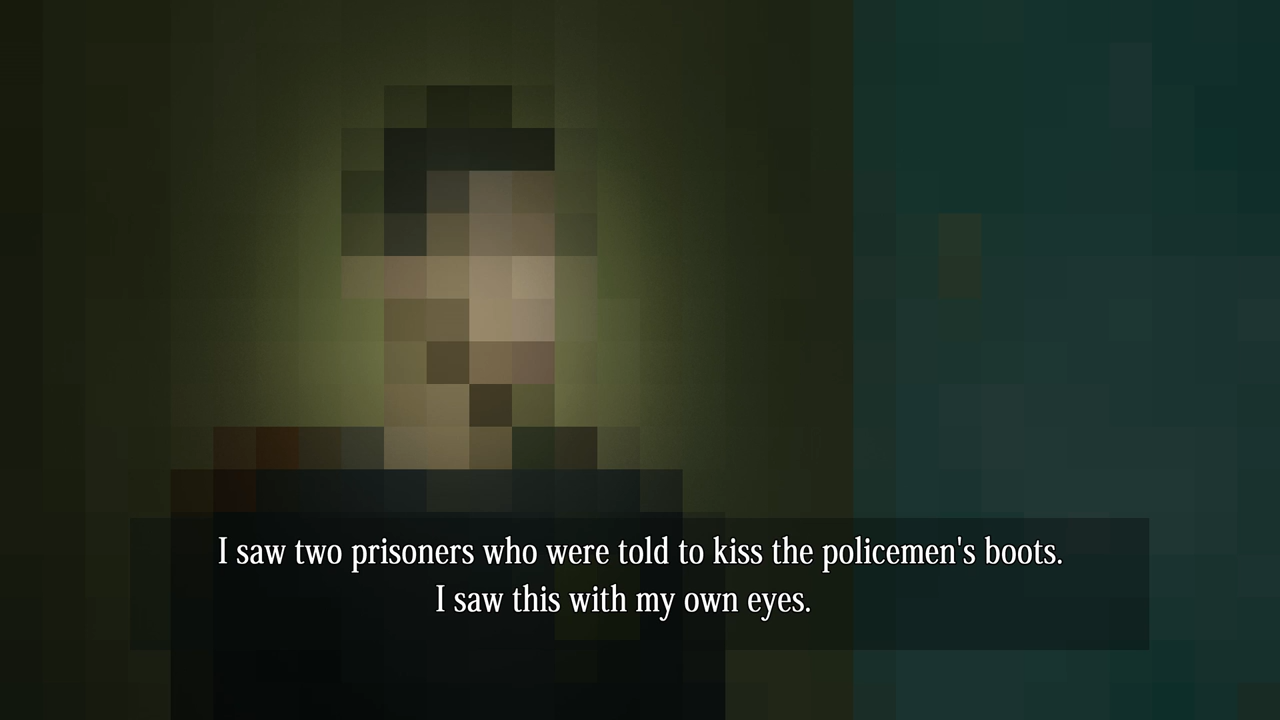 I saw two prisoners who were told to kiss the policemen's boots.
I saw this with my own eyes.